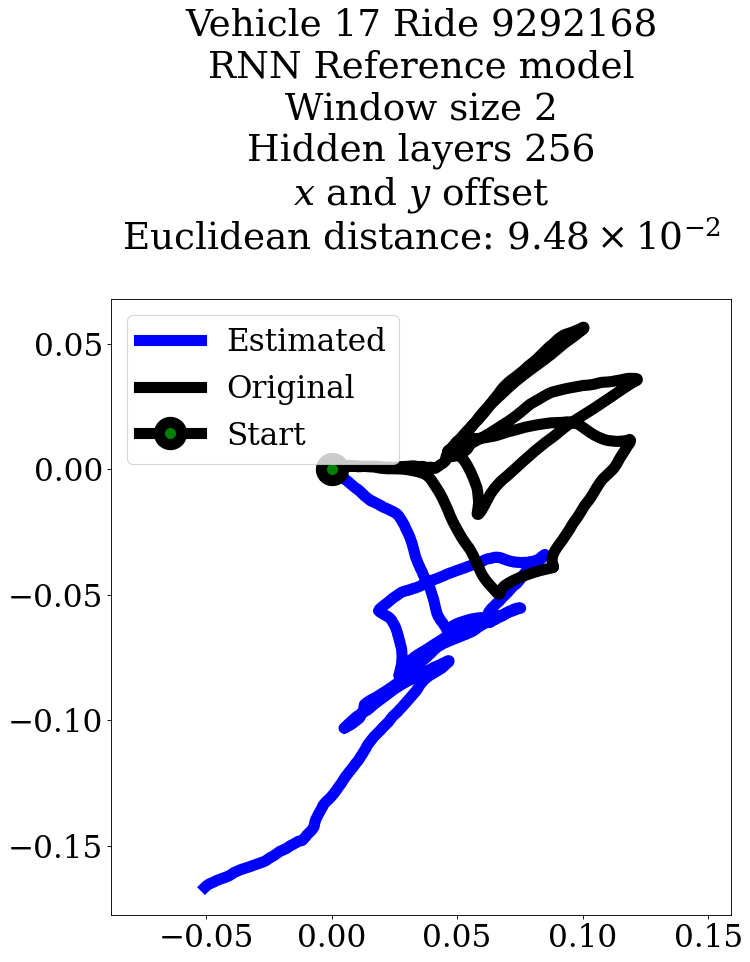 Vehicle 17 Ride 9292168
RNN Reference model
Window size 2
Hidden layers 256
x and y offset
Euclidean distance: 9.48 × 10⁻²
Estimated
Original
Start
0.05
0.00
−0.05
−0.10
−0.15
−0.05 0.00 0.05 0.10 0.15